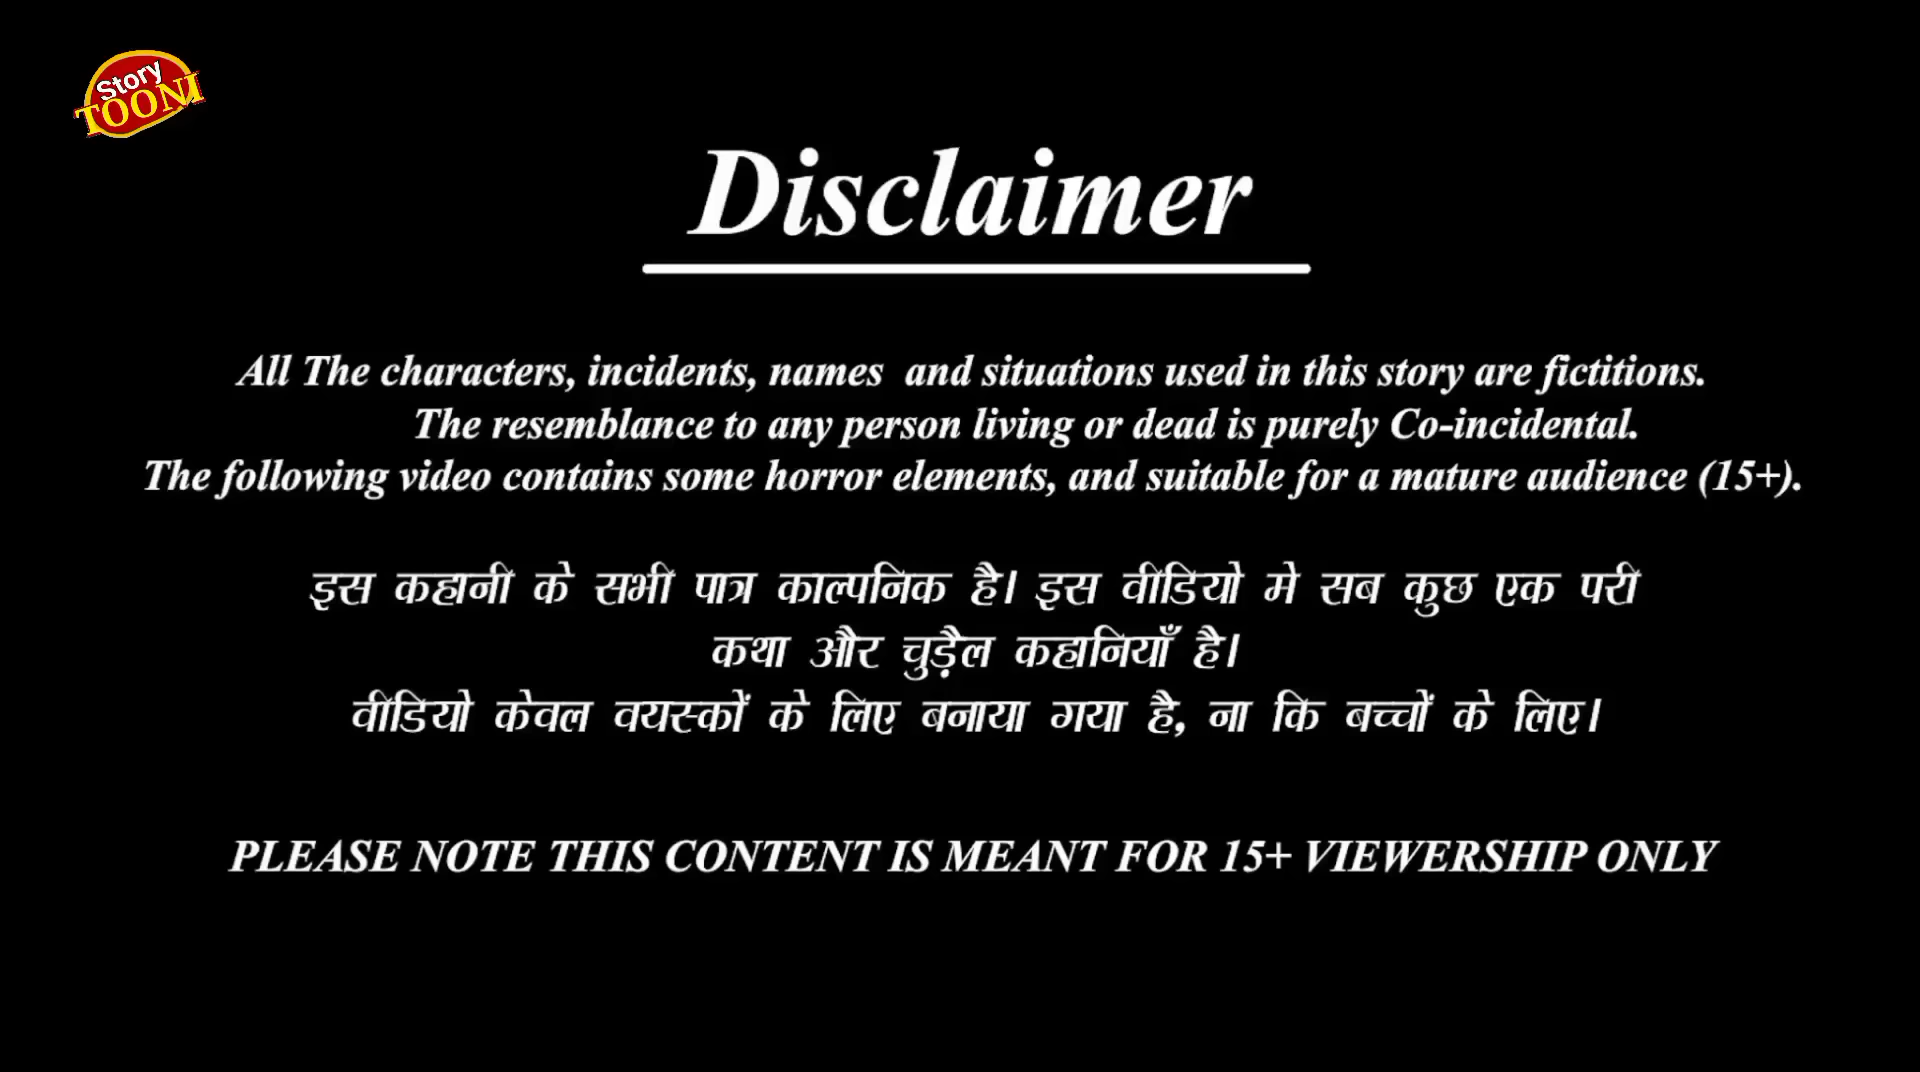 Story
TOONI
Disclaimer
All The characters, incidents, names and situations used in this story are fictitions.
The resemblance to any person living or dead is purely Co-incidental.
The following video contains some horror elements, and suitable for a mature audience (15+).
इस कहानी के सभी पात्र काल्पनिक है। इस वीडियो मे सब कुछ एक परी
कथा और चुड़ैल कहानियाँ है।
वीडियो केवल वयस्कों के लिए बनाया गया है, ना कि बच्चों के लिए।
PLEASE NOTE THIS CONTENT IS MEANT FOR 15+ VIEWERSHIP ONLY